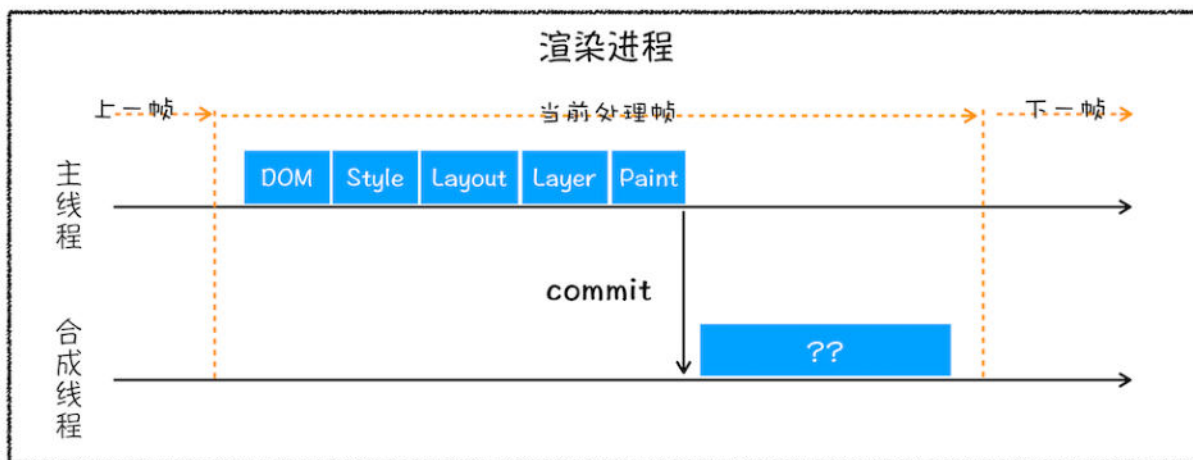 渲染进程
上一帧
当前处理帧
下一帧
主线程
DOM
Style
Layout
Layer
Paint
commit
合成线程
??